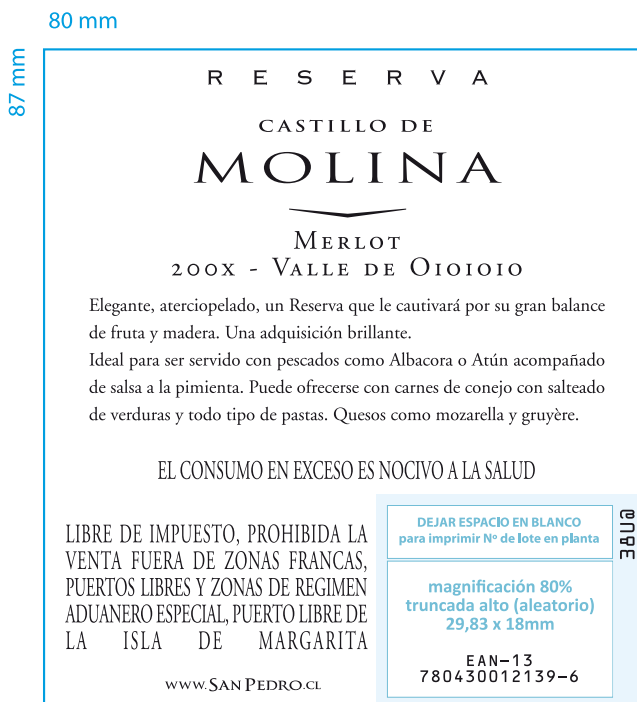 80 mm
87 mm
RESERVA
CASTILLO DE
MOLINA
MERLOT
200X - VALLE DE OIOIOIO
Elegante, aterciopelado, un Reserva que le cautivará por su gran balance
de fruta y madera. Una adquisición brillante.
Ideal para ser servido con pescados como Albacora o Atún acompañado
de salsa a la pimienta. Puede ofrecerse con carnes de conejo con salteado
de verduras y todo tipo de pastas. Quesos como mozarella y gruyère.
EL CONSUMO EN EXCESO ES NOCIVO A LA SALUD
LIBRE DE IMPUESTO, PROHIBIDA LA
VENTA FUERA DE ZONAS FRANCAS,
PUERTOS LIBRES Y ZONAS DE REGIMEN
ADUANERO ESPECIAL, PUERTO LIBRE DE
LA ISLA DE MARGARITA
WWW.SAN PEDRO.CL
DEJAR ESPACIO EN BLANCO
para imprimir Nº de lote en planta
magnificación 80%
truncada alto (aleatorio)
29,83 x 18mm
EAN-13
780430012139-6